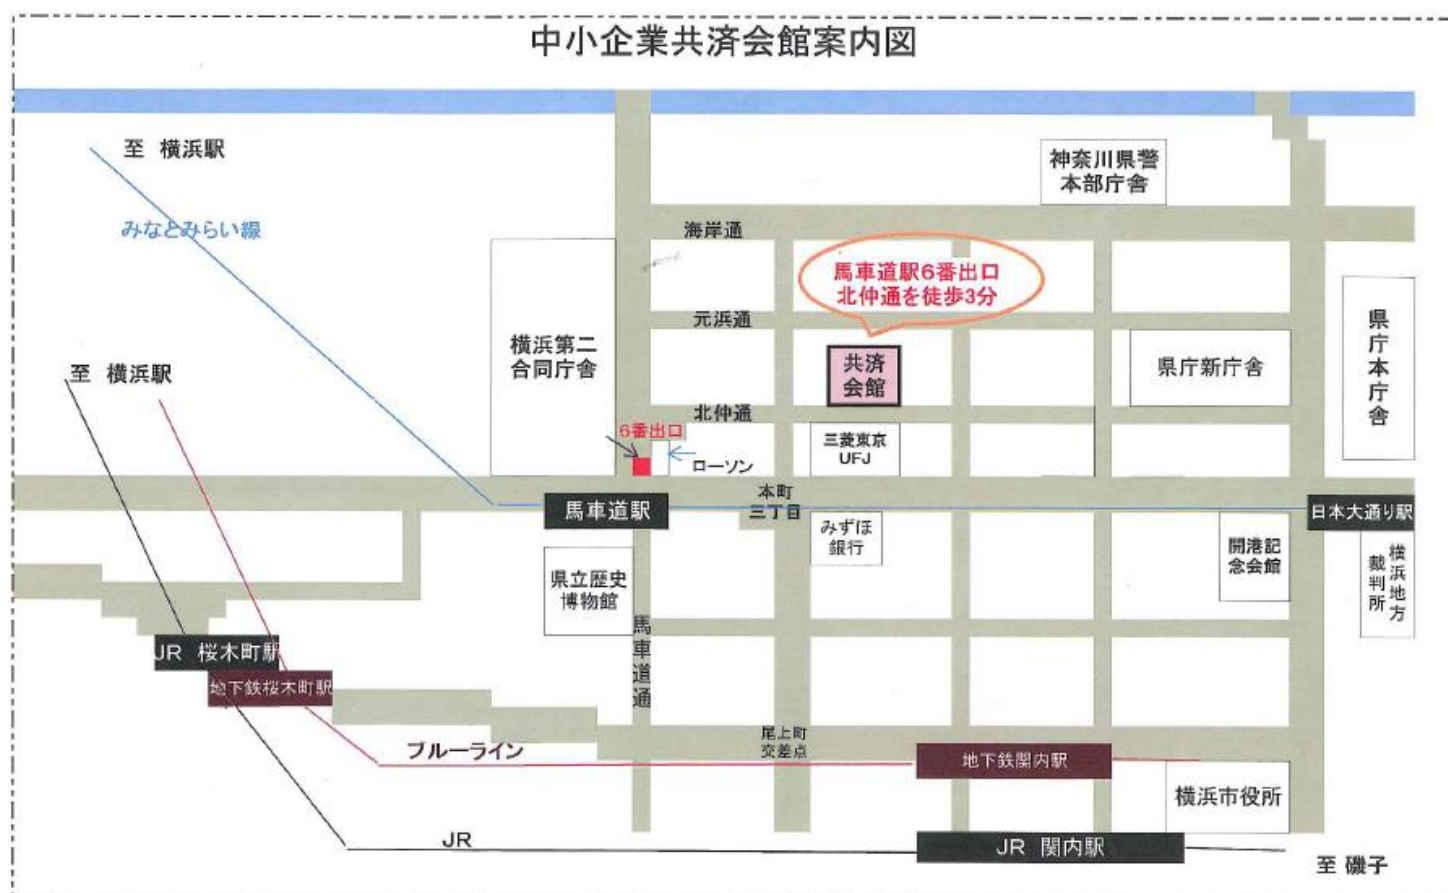 中小企業共済会館案内図
至 横浜駅
神奈川県警
本部庁舎
みなとみらい線
海岸通
馬車道駅6番出口
北仲通を徒歩3分
元浜通
県庁本庁舎
横浜第二
合同庁舎
共済
会館
県庁新庁舎
至 横浜駅
北仲通
6番出口
三菱東京
UFJ
ローソン
本町
三丁目
馬車道駅
日本大通り駅
みずほ
銀行
開港記
念会館
横浜地方
裁判所
県立歴史
博物館
馬車道通
JR 桜木町駅
地下鉄桜木町駅
尾上町
交差点
ブルーライン
地下鉄関内駅
横浜市役所
JR
JR 関内駅
至 磯子